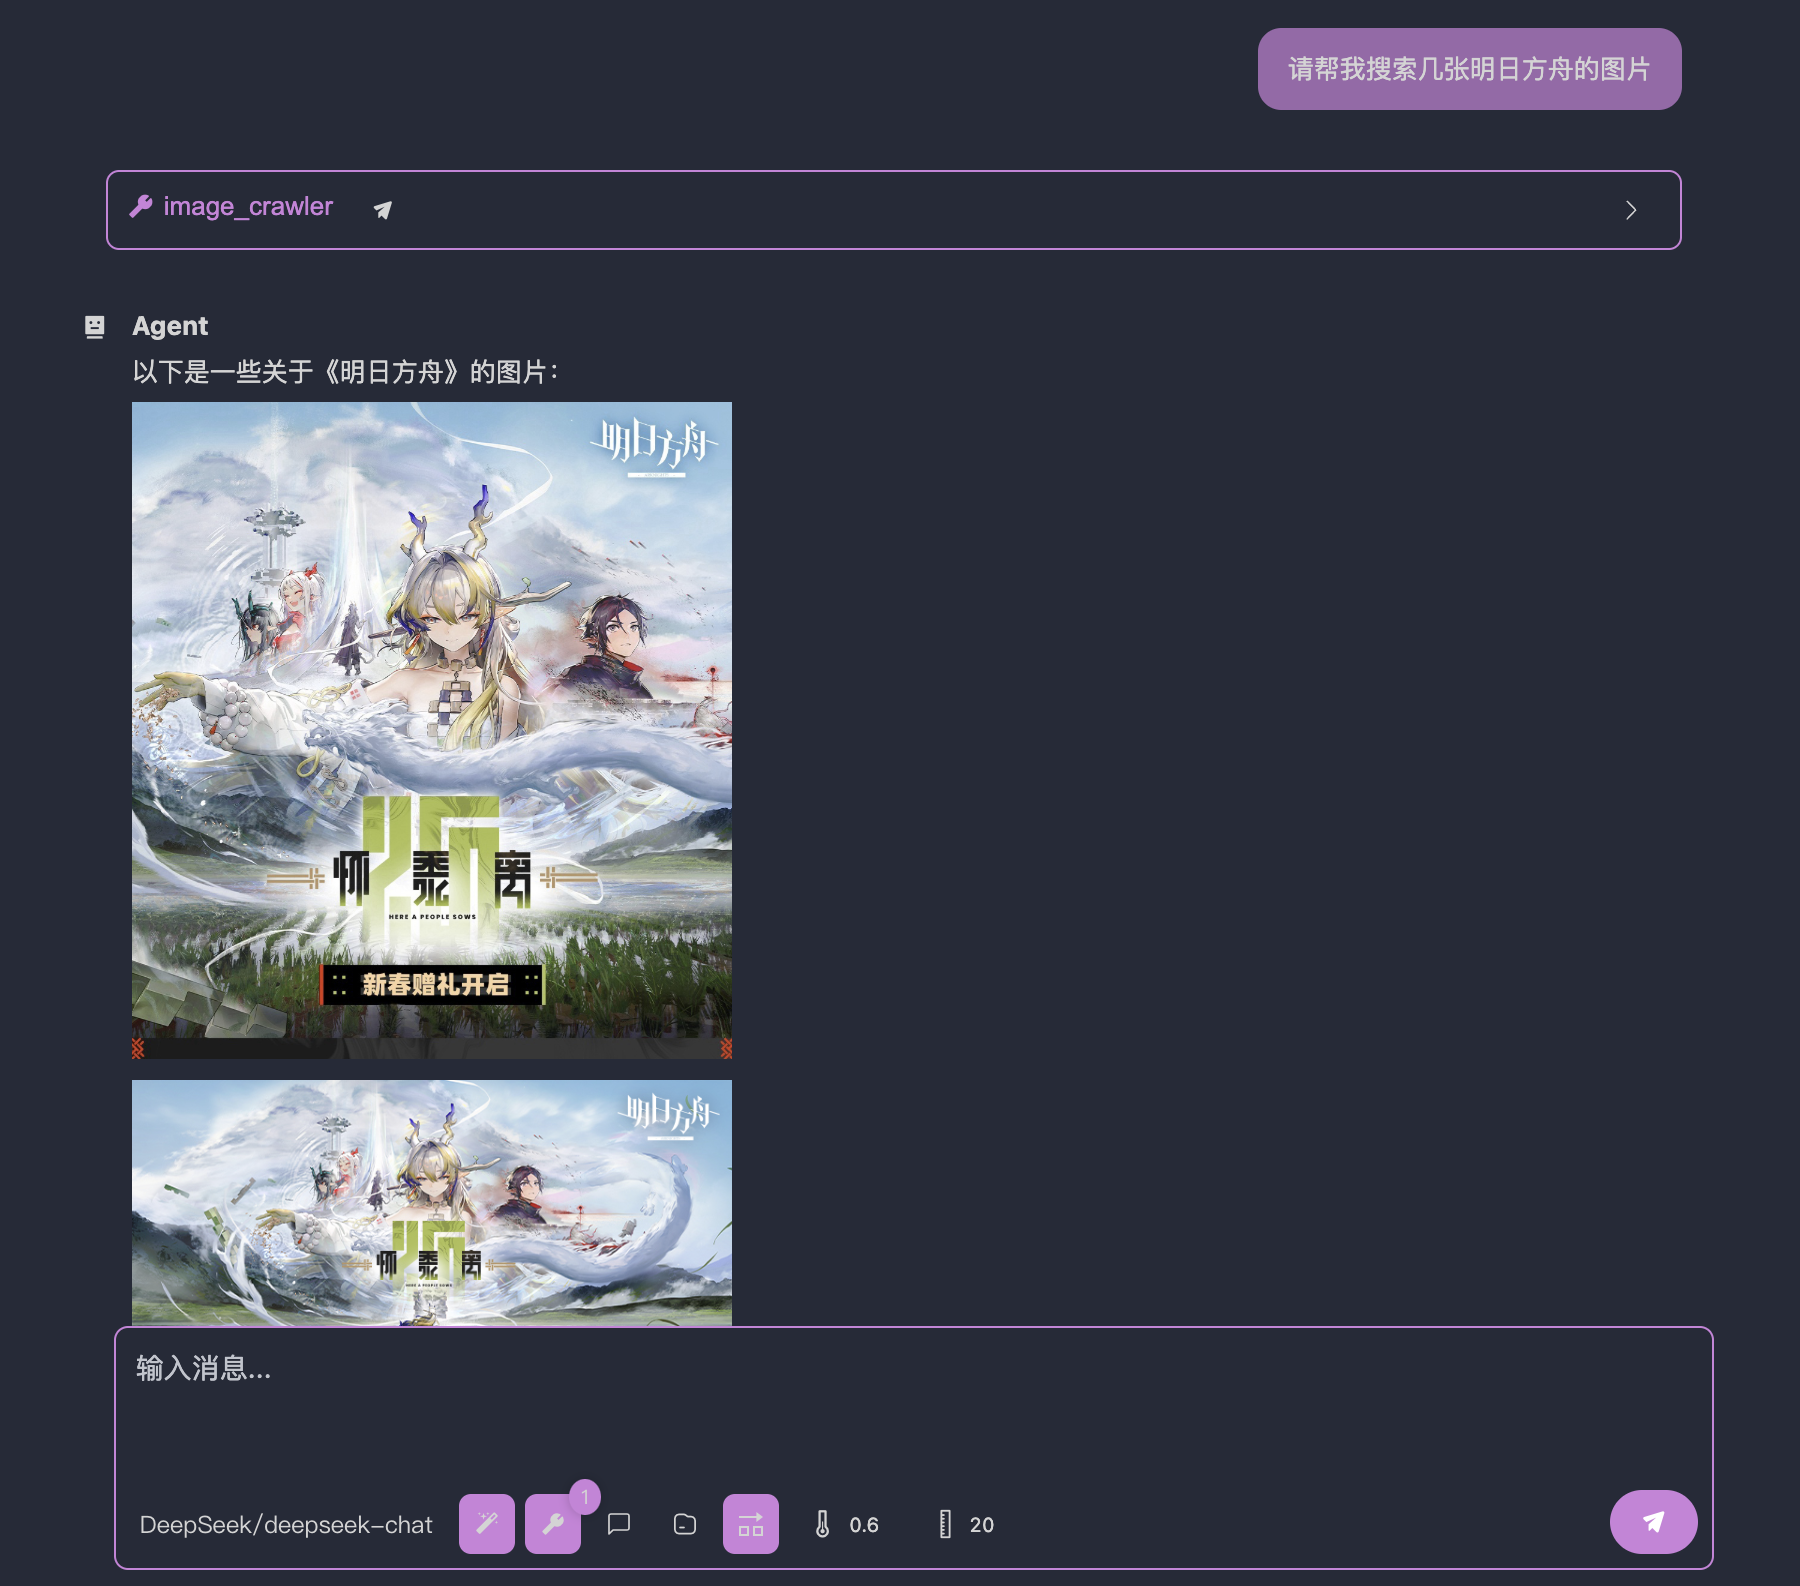 请帮我搜索几张明日方舟的图片
image_crawler
Agent
以下是一些关于《明日方舟》的图片：
明日方舟
怀黍离
HERE A PEOPLE SOWS
新春赠礼开启
明日方舟
怀黍离
HERE A PEOPLE SOWS
输入消息...
1
DeepSeek/deepseek-chat
0.6
20